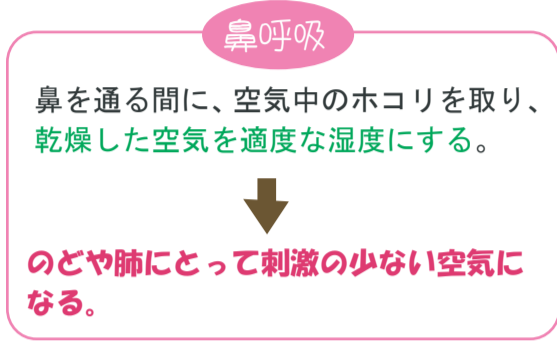 鼻呼吸
鼻を通る間に、空気中のホコリを取り、
乾燥した空気を適度な湿度にする。
のどや肺にとって刺激の少ない空気に
なる。